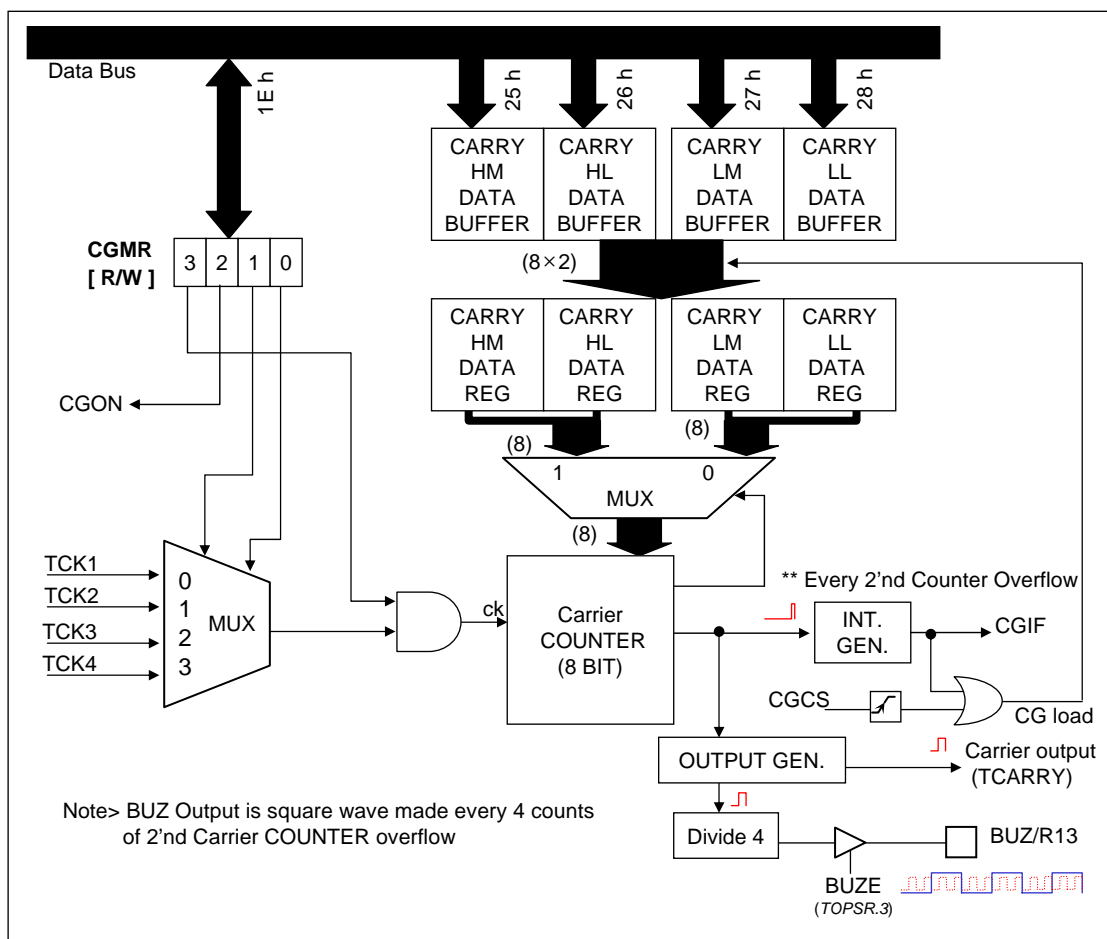 Data Bus
1E h
25 h
26 h
27 h
28 h
CARRY
HM
DATA
BUFFER
CARRY
HL
DATA
BUFFER
CARRY
LM
DATA
BUFFER
CARRY
LL
DATA
BUFFER
CGMR
[ R/W ]
3 2 1 0
(8×2)
CARRY
HM
DATA
REG
CARRY
HL
DATA
REG
CARRY
LM
DATA
REG
CARRY
LL
DATA
REG
CGON
(8)
(8)
1 0
MUX
(8)
TCK1
TCK2
TCK3
TCK4
0
1
2
3
MUX
ck
Carrier
COUNTER
(8 BIT)
** Every 2'nd Counter Overflow
INT.
GEN.
CGIF
CGCS
CG load
OUTPUT GEN.
Carrier output
(TCARRY)
Note> BUZ Output is square wave made every 4 counts
of 2'nd Carrier COUNTER overflow
Divide 4
BUZ/R13
BUZE
(TOPSR.3)